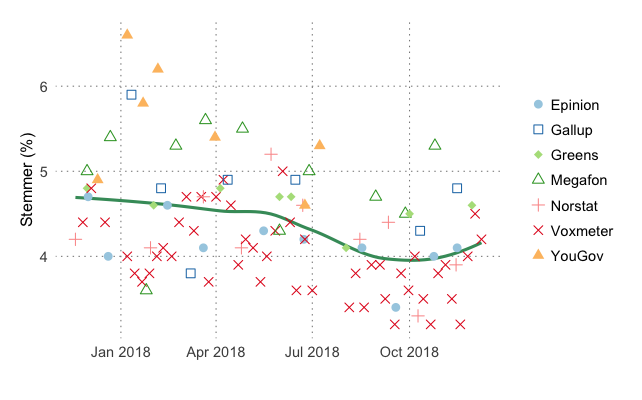 Stemmer (%)
6
5
4
Jan 2018 Apr 2018 Jul 2018 Oct 2018
Epinion
Gallup
Greens
Megafon
Norstat
Voxmeter
YouGov